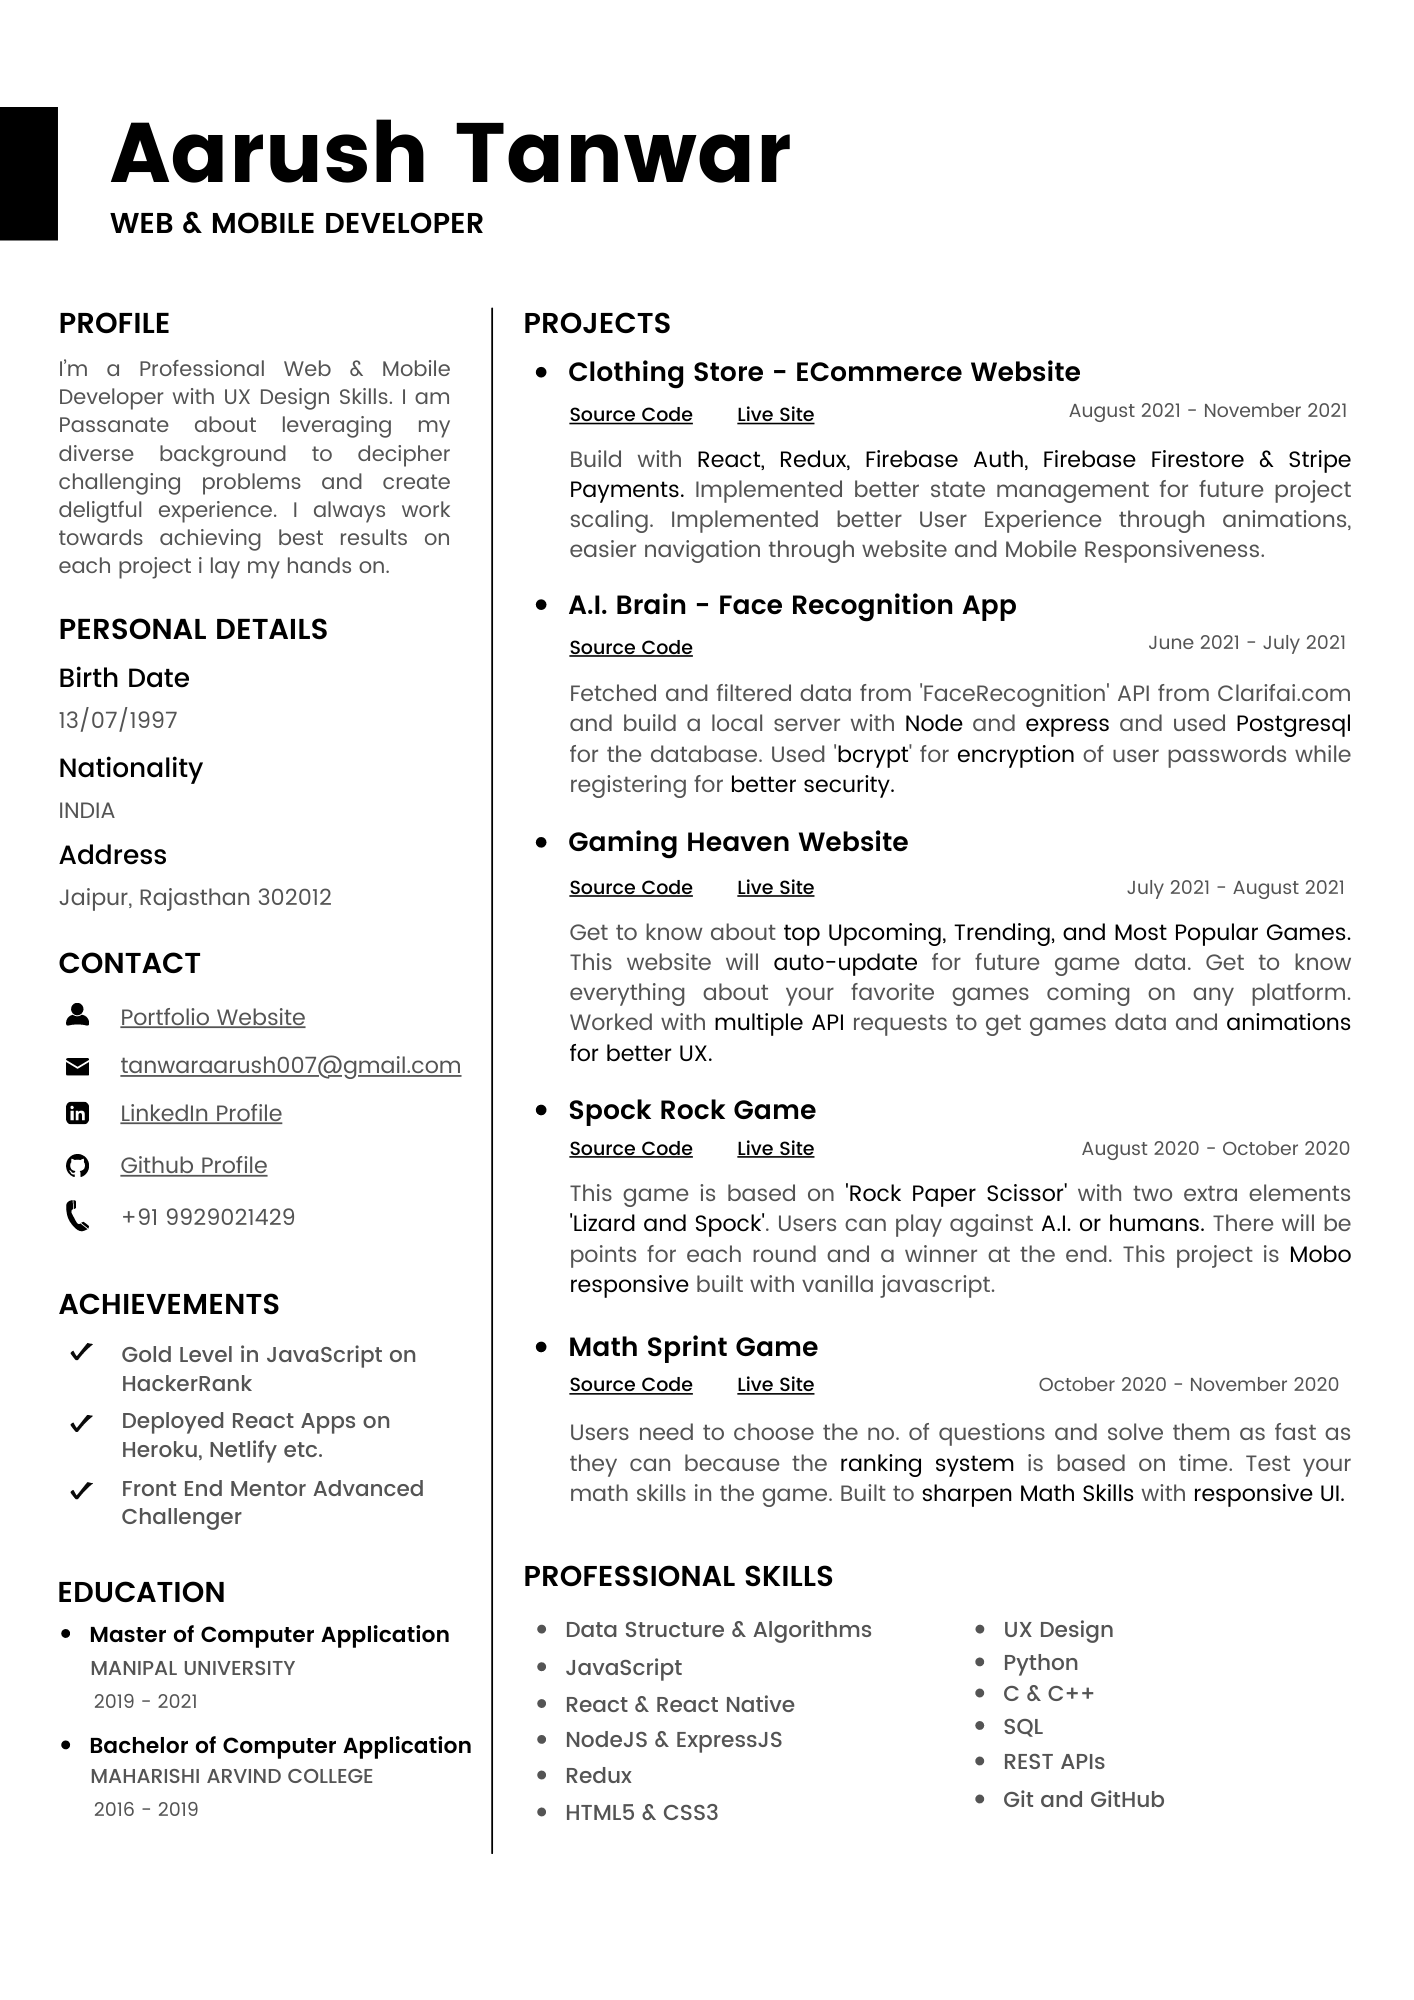 Aarush Tanwar
WEB & MOBILE DEVELOPER
PROFILE
I'm a Professional Web & Mobile
Developer with UX Design Skills. I am
Passanate about leveraging my
diverse background to decipher
challenging problems and create
deligtful experience. I always work
towards achieving best results on
each project i lay my hands on.
PERSONAL DETAILS
Birth Date
13/07/1997
Nationality
INDIA
Address
Jaipur, Rajasthan 302012
CONTACT
Portfolio Website
tanwaraarush007@gmail.com
in LinkedIn Profile
Github Profile
+91 9929021429
ACHIEVEMENTS
Gold Level in JavaScript on
HackerRank
Deployed React Apps on
Heroku, Netlify etc.
Front End Mentor Advanced
Challenger
EDUCATION
• Master of Computer Application
MANIPAL UNIVERSITY
2019 - 2021
• Bachelor of Computer Application
MAHARISHI ARVIND COLLEGE
2016 - 2019
PROJECTS
• Clothing Store - ECommerce Website
Source Code Live Site August 2021 - November 2021
Build with React, Redux, Firebase Auth, Firebase Firestore & Stripe
Payments. Implemented better state management for future project
scaling. Implemented better User Experience through animations,
easier navigation through website and Mobile Responsiveness.
• A.I. Brain - Face Recognition App
Source Code June 2021 - July 2021
Fetched and filtered data from 'FaceRecognition' API from Clarifai.com
and build a local server with Node and express and used Postgresql
for the database. Used 'bcrypt' for encryption of user passwords while
registering for better security.
• Gaming Heaven Website
Source Code Live Site July 2021 - August 2021
Get to know about top Upcoming, Trending, and Most Popular Games.
This website will auto-update for future game data. Get to know
everything about your favorite games coming on any platform.
Worked with multiple API requests to get games data and animations
for better UX.
• Spock Rock Game
Source Code Live Site August 2020 - October 2020
This game is based on 'Rock Paper Scissor' with two extra elements
'Lizard and Spock'. Users can play against A.I. or humans. There will be
points for each round and a winner at the end. This project is Mobo
responsive built with vanilla javascript.
• Math Sprint Game
Source Code Live Site October 2020 - November 2020
Users need to choose the no. of questions and solve them as fast as
they can because the ranking system is based on time. Test your
math skills in the game. Built to sharpen Math Skills with responsive UI.
PROFESSIONAL SKILLS
• Data Structure & Algorithms
• JavaScript
• React & React Native
• NodeJS & ExpressJS
• Redux
• HTML5 & CSS3
• UX Design
• Python
• C & C++
• SQL
• REST APIs
• Git and GitHub